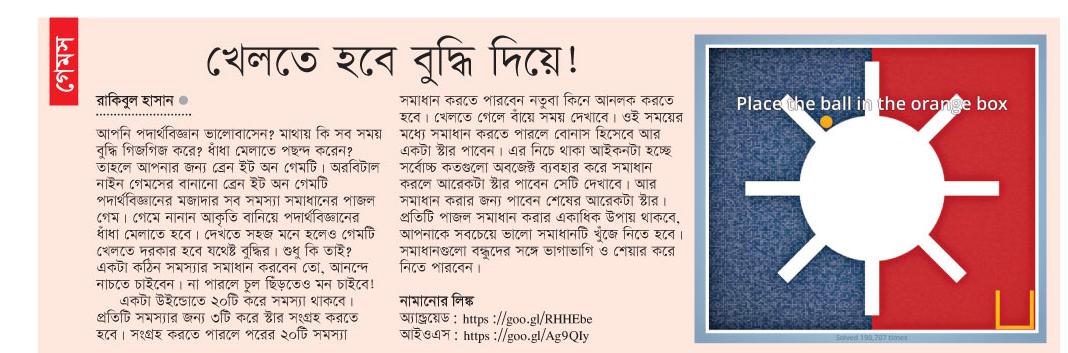 গেমস
খেলতে হবে বুদ্ধি দিয়ে!
রাকিবুল হাসান
আপনি পদার্থবিজ্ঞান ভালোবাসেন? মাথায় কি সব সময়
বুদ্ধি গিজগিজ করে? ধাঁধা মেলাতে পছন্দ করেন?
তাহলে আপনার জন্য ব্রেন ইট অন গেমটি। অরবিটাল
নাইন গেমসের বানানো ব্রেন ইট অন গেমটি
পদার্থবিজ্ঞানের মজাদার সব সমস্যা সমাধানের পাজল
গেম। গেমে নানান আকৃতি বানিয়ে পদার্থবিজ্ঞানের
ধাঁধা মেলাতে হবে। দেখতে সহজ মনে হলেও গেমটি
খেলতে দরকার হবে যথেষ্ট বুদ্ধির। শুধু কি তাই?
একটা কঠিন সমস্যার সমাধান করবেন তো, আনন্দে
নাচতে চাইবেন। না পারলে চুল ছিঁড়তেও মন চাইবে!
একটা উইন্ডোতে ২০টি করে সমস্যা থাকবে।
প্রতিটি সমস্যার জন্য ৩টি করে স্টার সংগ্রহ করতে
হবে। সংগ্রহ করতে পারলে পরের ২০টি সমস্যা
সমাধান করতে পারবেন নতুবা কিনে আনলক করতে
হবে। খেলতে গেলে বাঁয়ে সময় দেখাবে। ওই সময়ের
মধ্যে সমাধান করতে পারলে বোনাস হিসেবে আর
একটা স্টার পাবেন। এর নিচে থাকা আইকনটা হচ্ছে
সর্বোচ্চ কতগুলো অবজেক্ট ব্যবহার করে সমাধান
করলে আরেকটা স্টার পাবেন সেটি দেখাবে। আর
সমাধান করার জন্য পাবেন শেষের আরেকটা স্টার।
প্রতিটি পাজল সমাধান করার একাধিক উপায় থাকবে,
আপনাকে সবচেয়ে ভালো সমাধানটি খুঁজে নিতে হবে।
সমাধানগুলো বন্ধুদের সঙ্গে ভাগাভাগি ও শেয়ার করে
নিতে পারবেন।
নামানোর লিঙ্ক
অ্যান্ড্রয়েড : https ://goo.gl/RHHEbe
আইওএস : https ://goo.gl/Ag9QIy
Place the ball in the orange box
Solved 190,707 times